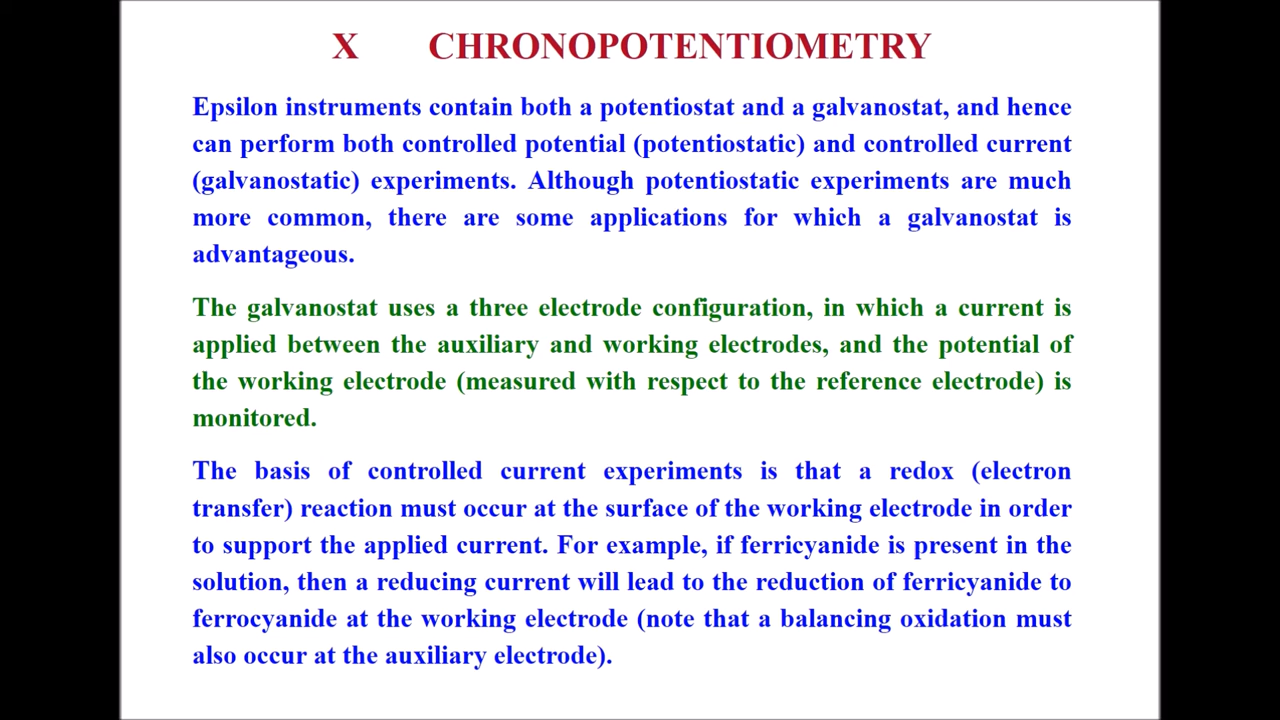 X CHRONOPOTENTIOMETRY
Epsilon instruments contain both a potentiostat and a galvanostat, and hence
can perform both controlled potential (potentiostatic) and controlled current
(galvanostatic) experiments. Although potentiostatic experiments are much
more common, there are some applications for which a galvanostat is
advantageous.
The galvanostat uses a three electrode configuration, in which a current is
applied between the auxiliary and working electrodes, and the potential of
the working electrode (measured with respect to the reference electrode) is
monitored.
The basis of controlled current experiments is that a redox (electron
transfer) reaction must occur at the surface of the working electrode in order
to support the applied current. For example, if ferricyanide is present in the
solution, then a reducing current will lead to the reduction of ferricyanide to
ferrocyanide at the working electrode (note that a balancing oxidation must
also occur at the auxiliary electrode).